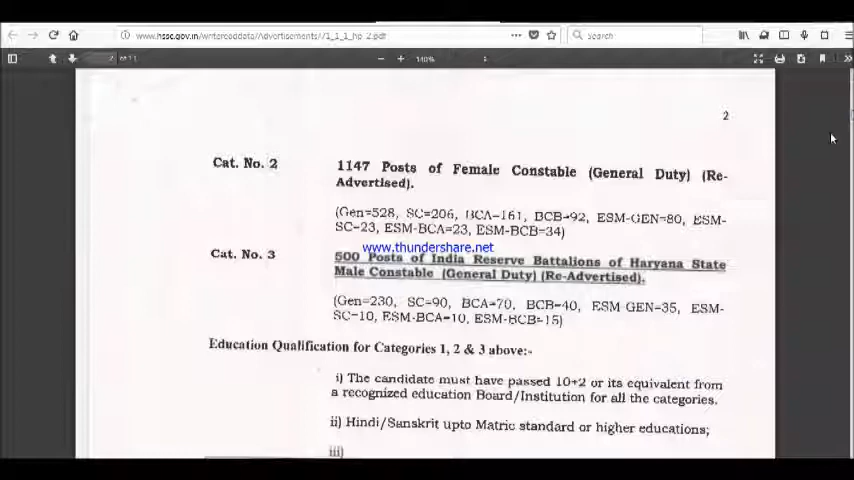 www.hssc.gov.in/writereaddata/Advertisements//1_1_1_hp_2.pdf
Search
2 of 11
140%
2
Cat. No. 2
1147 Posts of Female Constable (General Duty) (Re-
Advertised).
(Gen=528, SC=206, BCA=161, BCB=92, ESM-GEN=80, ESM-
SC=23, ESM-BCA=23, ESM-BCB=34)
www.thundershare.net
Cat. No. 3
500 Posts of India Reserve Battalions of Haryana State
Male Constable (General Duty) (Re-Advertised).
(Gen=230, SC=90, BCA=70, BCB=40, ESM GEN=35, ESM-
SC=10, ESM-BCA=10, ESM-BCB=15)
Education Qualification for Categories 1, 2 & 3 above:-
i) The candidate must have passed 10+2 or its equivalent from
a recognized education Board/Institution for all the categories.
ii) Hindi/Sanskrit upto Matric standard or higher educations;
iii)